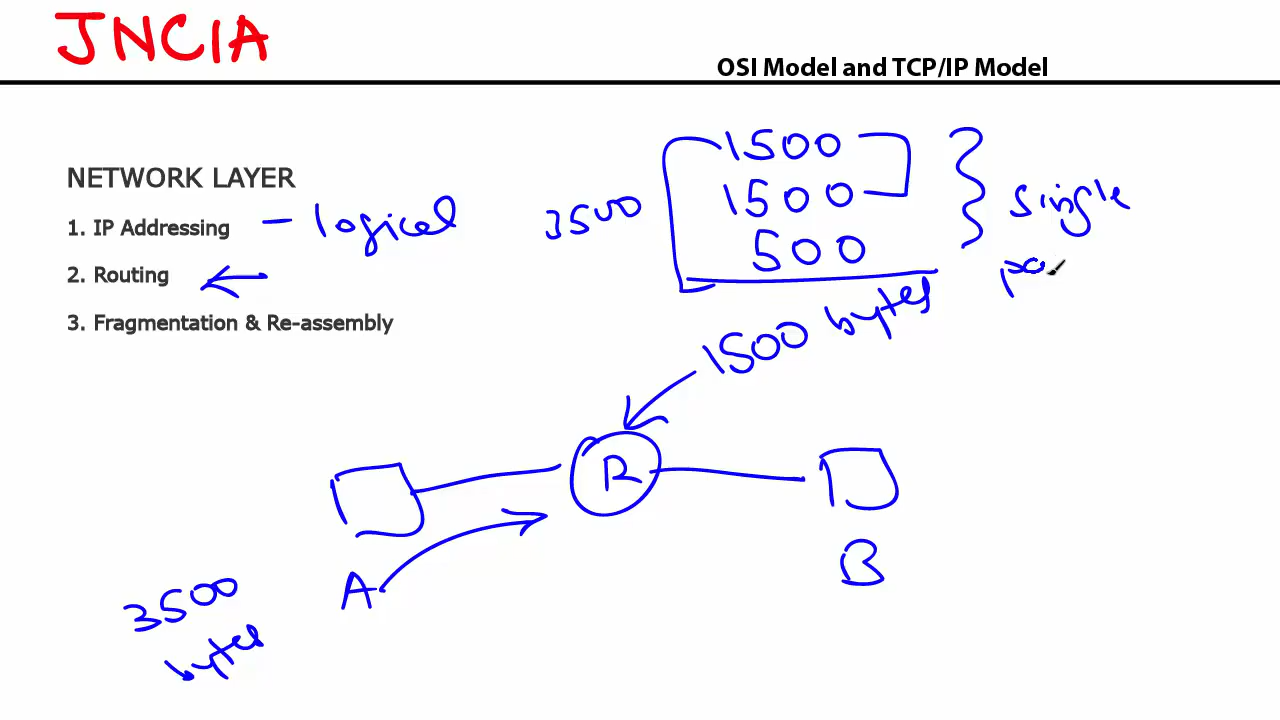 JNCIA
OSI Model and TCP/IP Model
NETWORK LAYER
1. IP Addressing - logical
2. Routing
3. Fragmentation & Re-assembly
3500
1500
1500
500
single
1500 bytes
R
A
B
3500
bytes